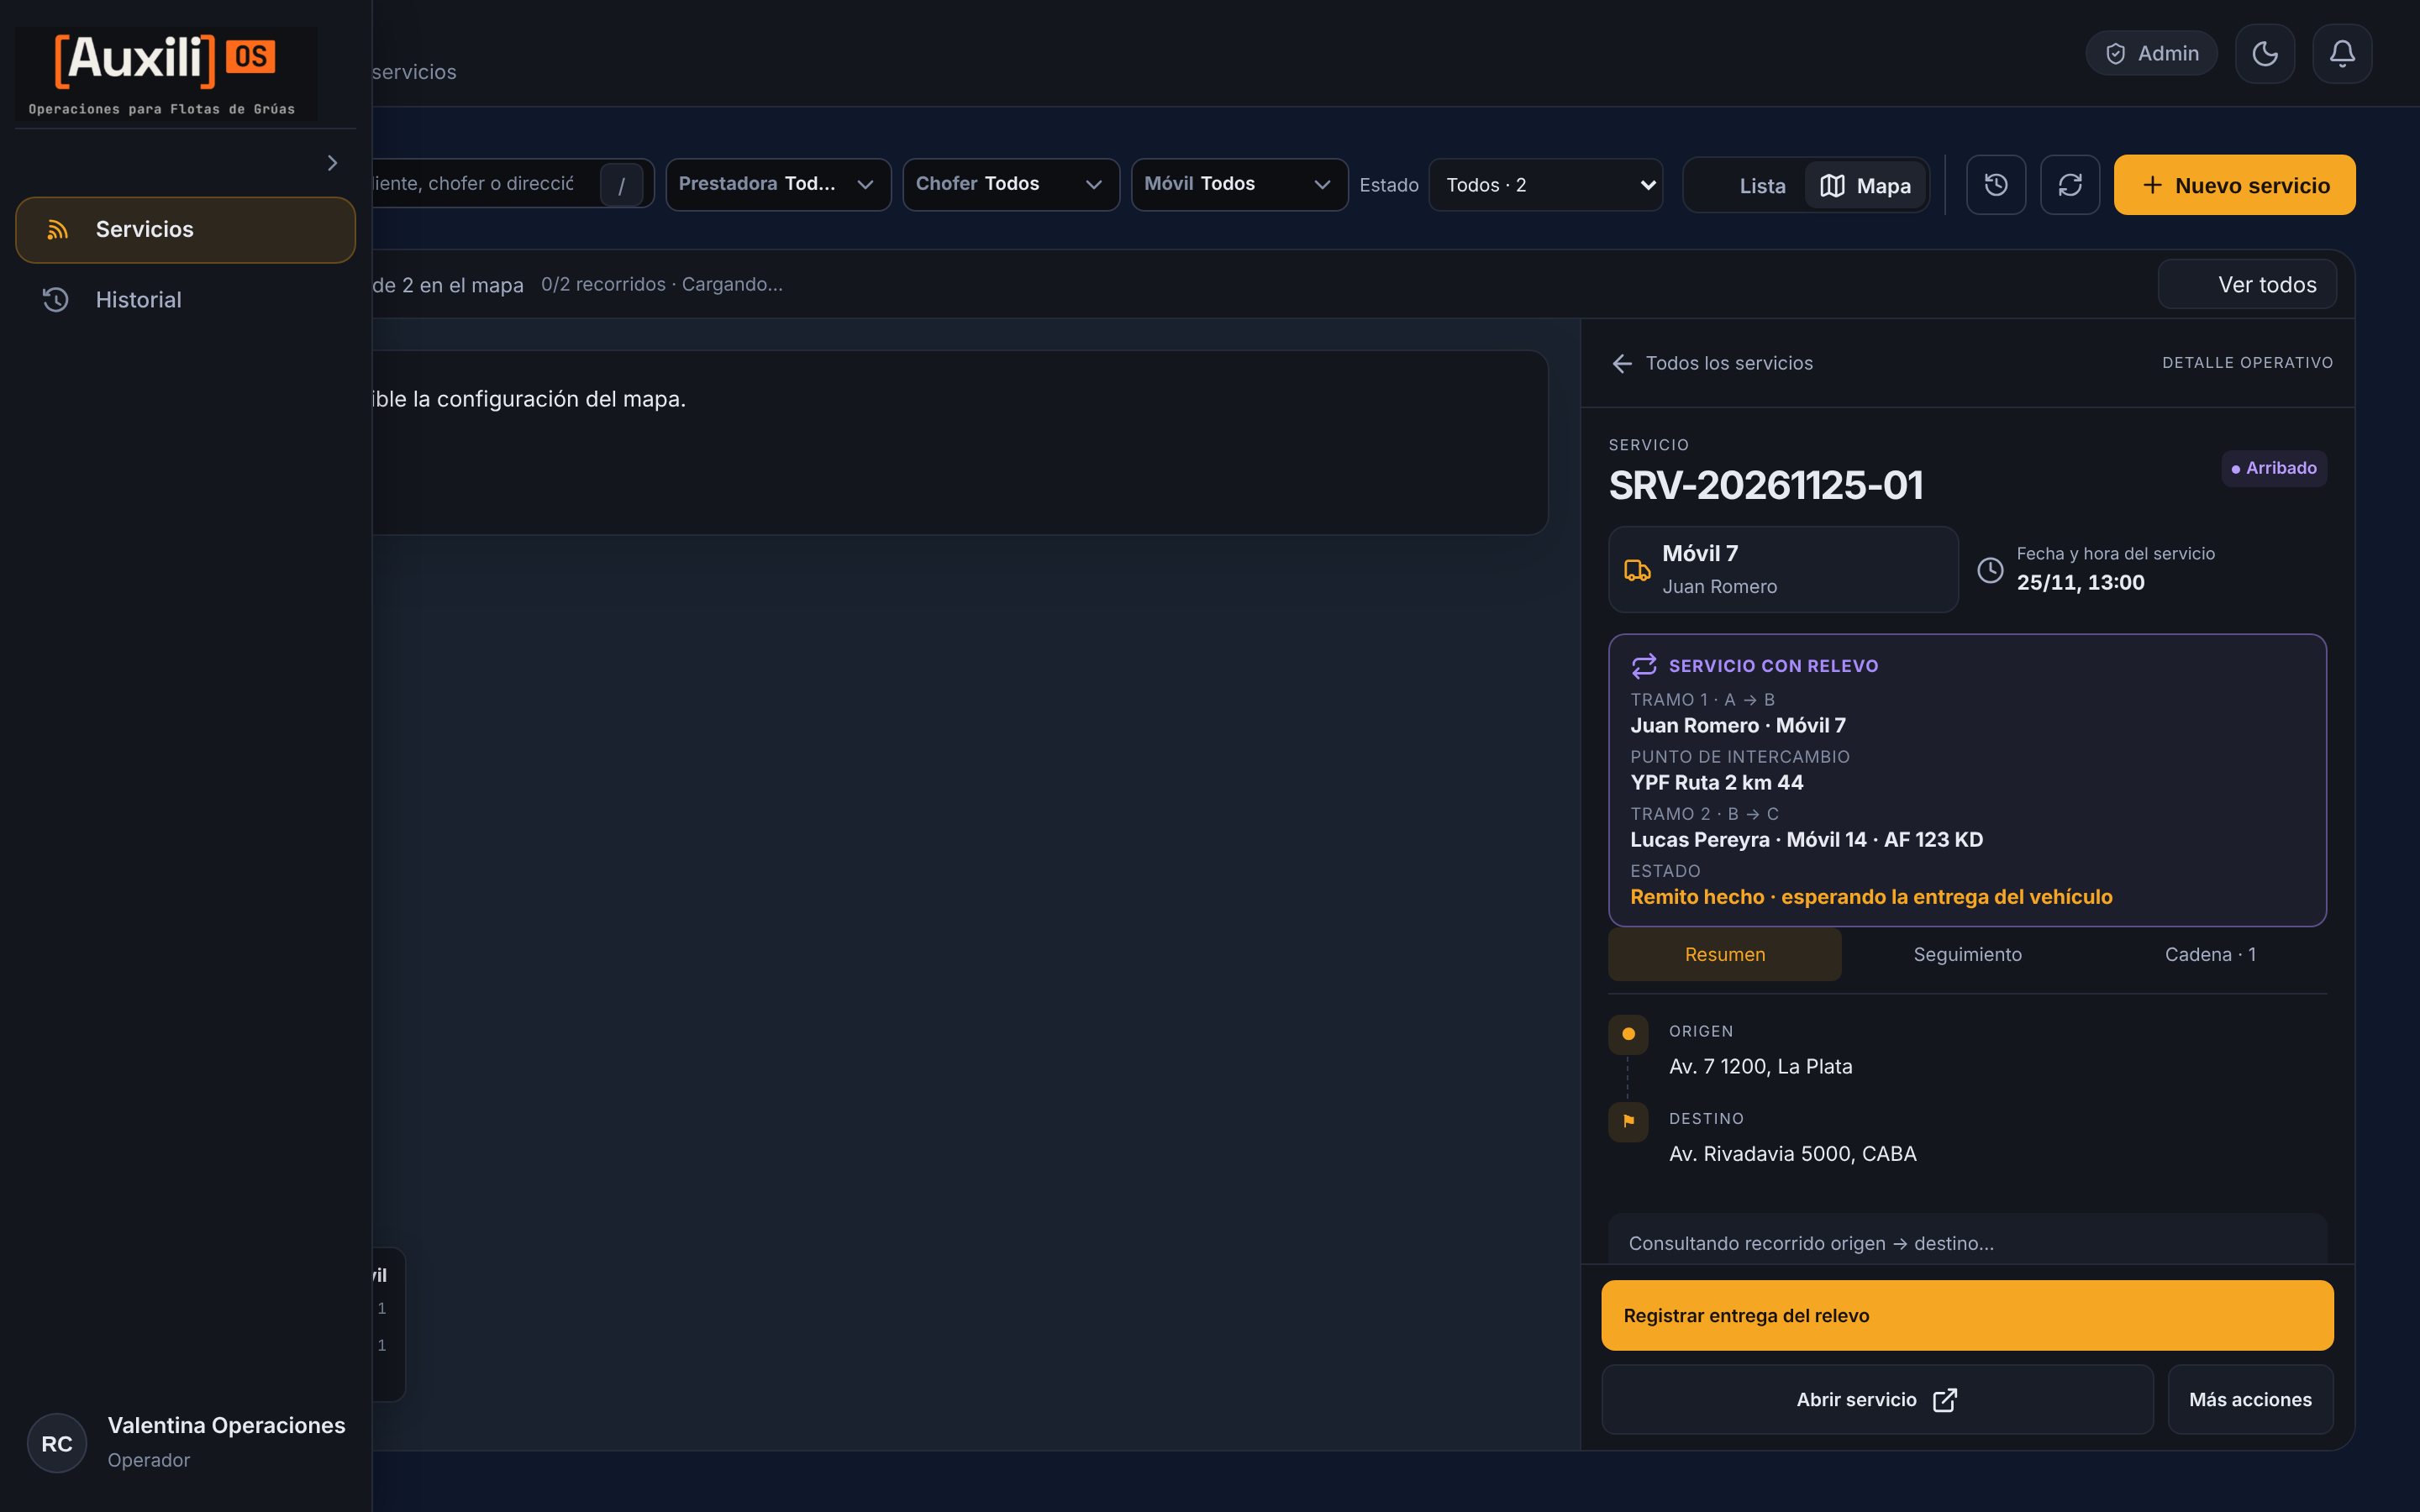 [Auxili] OS
Operaciones para Flotas de Grúas
Servicios
Historial
Valentina Operaciones
RC
Operador
servicios
Admin
iente, chofer o direcció
/
Prestadora Tod...
Chofer Todos
Móvil Todos
Estado
Todos · 2
Lista
Mapa
+ Nuevo servicio
de 2 en el mapa
0/2 recorridos · Cargando...
Ver todos
ible la configuración del mapa.
vil
1
1
← Todos los servicios
DETALLE OPERATIVO
SERVICIO
SRV-20261125-01
Arribado
Móvil 7
Juan Romero
Fecha y hora del servicio
25/11, 13:00
SERVICIO CON RELEVO
TRAMO 1 · A → B
Juan Romero · Móvil 7
PUNTO DE INTERCAMBIO
YPF Ruta 2 km 44
TRAMO 2 · B → C
Lucas Pereyra · Móvil 14 · AF 123 KD
ESTADO
Remito hecho · esperando la entrega del vehículo
Resumen
Seguimiento
Cadena · 1
ORIGEN
Av. 7 1200, La Plata
DESTINO
Av. Rivadavia 5000, CABA
Consultando recorrido origen → destino...
Registrar entrega del relevo
Abrir servicio
Más acciones